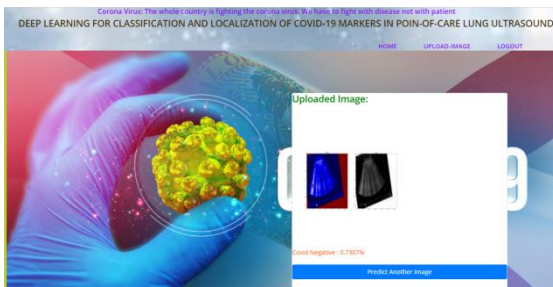 Corona Virus: The whole country is fighting the corona virus. We have to fight with disease not with patient
DEEP LEARNING FOR CLASSIFICATION AND LOCALIZATION OF COVID-19 MARKERS IN POIN-OF-CARE LUNG ULTRASOUND
HOME UPLOAD-IMAGE LOGOUT
Uploaded Image:
Covid Negative : 0.7367%
Predict Another Image